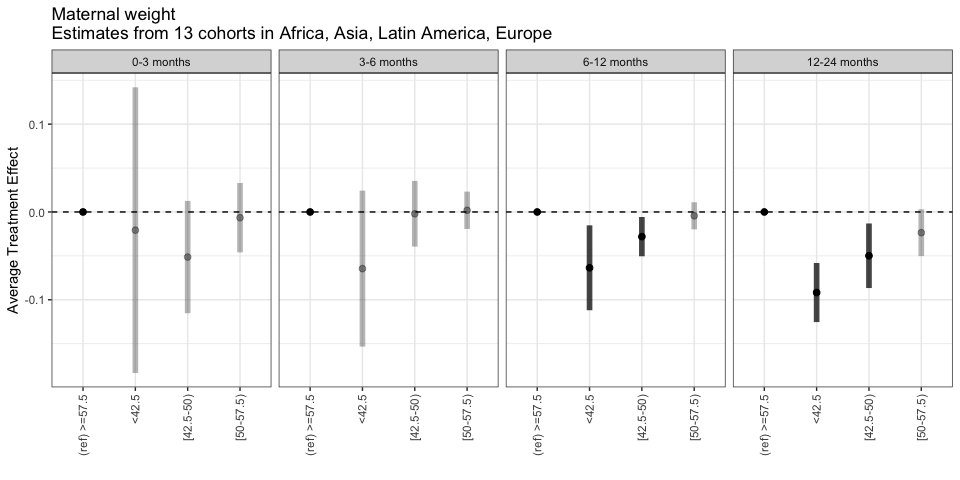 Maternal weight
Estimates from 13 cohorts in Africa, Asia, Latin America, Europe
0-3 months
3-6 months
6-12 months
12-24 months
Average Treatment Effect
0.1
0.0
-0.1
(ref) >=57.5
<42.5
[42.5-50)
[50-57.5)
(ref) >=57.5
<42.5
[42.5-50)
[50-57.5)
(ref) >=57.5
<42.5
[42.5-50)
[50-57.5)
(ref) >=57.5
<42.5
[42.5-50)
[50-57.5)